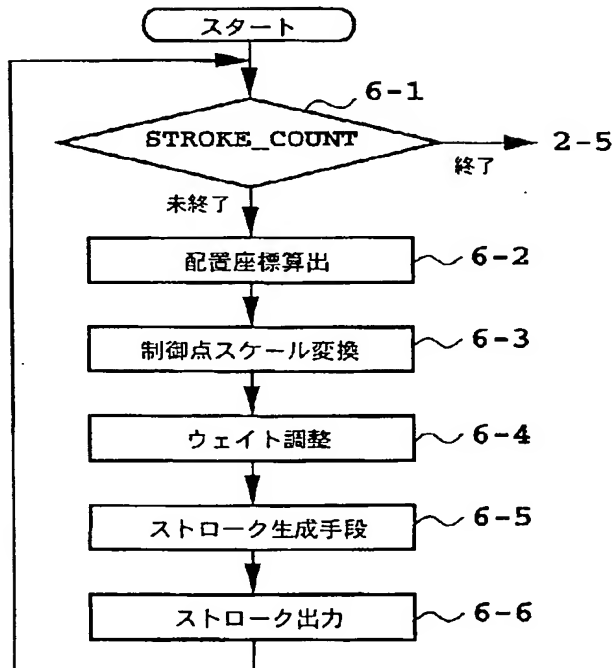 スタート
6-1
STROKE_COUNT
2-5
終了
未終了
配置座標算出
6-2
制御点スケール変換
6-3
ウェイト調整
6-4
ストローク生成手段
6-5
ストローク出力
6-6